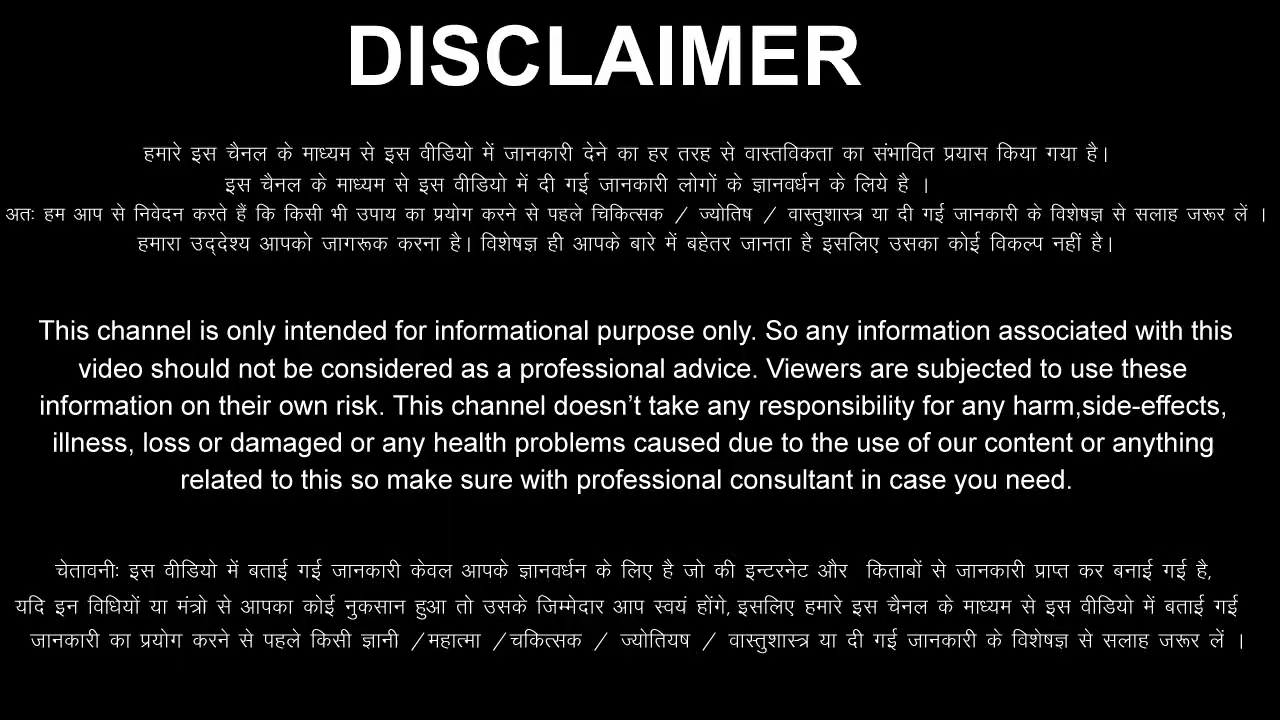 DISCLAIMER
हमारे इस चैनल के माध्यम से इस वीडियो में जानकारी देने का हर तरह से वास्तविकता का संभावित प्रयास किया गया है।
इस चैनल के माध्यम से इस वीडियो में दी गई जानकारी लोगों के ज्ञानवर्धन के लिये है ।
अतः हम आप से निवेदन करते हैं कि किसी भी उपाय का प्रयोग करने से पहले चिकित्सक / ज्योतिष / वास्तुशास्त्र या दी गई जानकारी के विशेषज्ञ से सलाह जरूर लें ।
हमारा उद्देश्य आपको जागरूक करना है। विशेषज्ञ ही आपके बारे में बहेतर जानता है इसलिए उसका कोई विकल्प नहीं है।
This channel is only intended for informational purpose only. So any information associated with this
video should not be considered as a professional advice. Viewers are subjected to use these
information on their own risk. This channel doesn’t take any responsibility for any harm,side-effects,
illness, loss or damaged or any health problems caused due to the use of our content or anything
related to this so make sure with professional consultant in case you need.
चेतावनीः इस वीडियो में बताई गई जानकारी केवल आपके ज्ञानवर्धन के लिए है जो की इन्टरनेट और किताबों से जानकारी प्राप्त कर बनाई गई है,
यदि इन विधियों या मंत्रो से आपका कोई नुकसान हुआ तो उसके जिम्मेदार आप स्वयं होंगे, इसलिए हमारे इस चैनल के माध्यम से इस वीडियो में बताई गई
जानकारी का प्रयोग करने से पहले किसी ज्ञानी /महात्मा /चकित्सक / ज्योतियष / वास्तुशास्त्र या दी गई जानकारी के विशेषज्ञ से सलाह जरूर लें ।